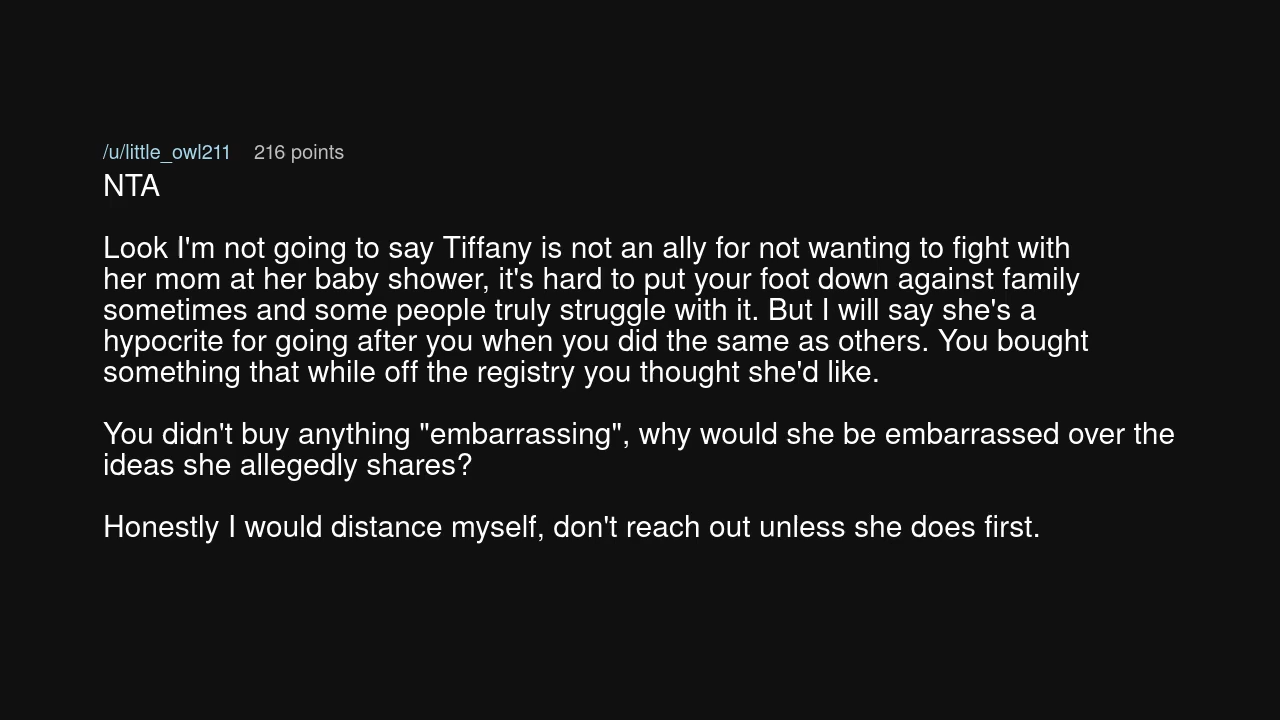 /u/little_owl211 216 points
NTA
Look I'm not going to say Tiffany is not an ally for not wanting to fight with
her mom at her baby shower, it's hard to put your foot down against family
sometimes and some people truly struggle with it. But I will say she's a
hypocrite for going after you when you did the same as others. You bought
something that while off the registry you thought she'd like.
You didn't buy anything "embarrassing", why would she be embarrassed over the
ideas she allegedly shares?
Honestly I would distance myself, don't reach out unless she does first.